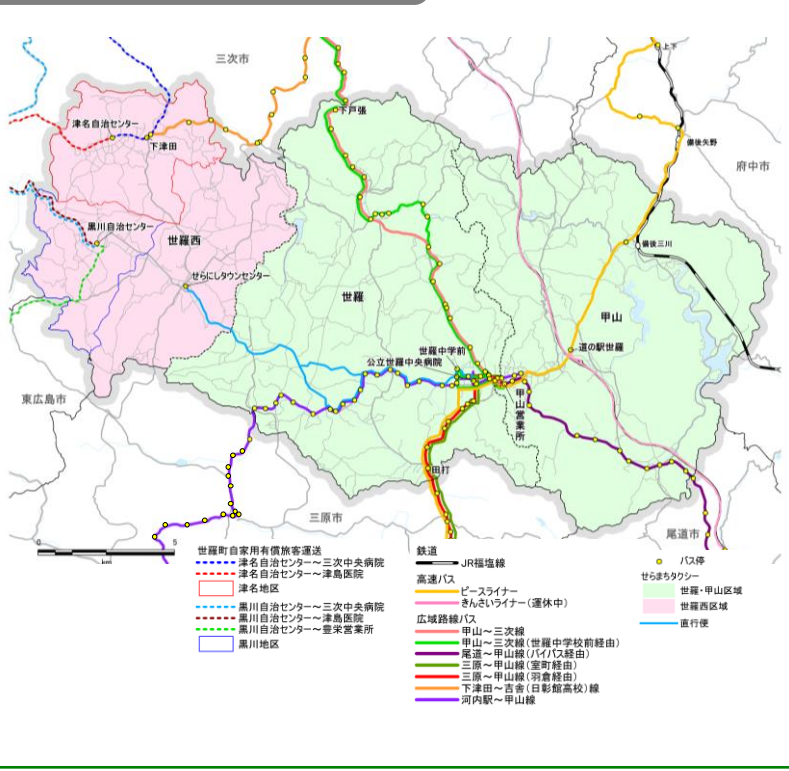 三次市
上下
下戸張
津名自治センター
下津田
備後矢野
府中市
黒川自治センター
世羅西
備後三川
せらにしタウンセンター
世羅
甲山
世羅中学前
道の駅世羅
公立世羅中央病院
東広島市
甲山営業所
田打
三原市
尾道市
0
5
km
世羅町自家用有償旅客運送
津名自治センター～三次中央病院
津名自治センター～津島医院
津名地区
黒川自治センター～三次中央病院
黒川自治センター～津島医院
黒川自治センター～豊栄営業所
黒川地区
鉄道
JR福塩線
高速バス
ピースライナー
きんさいライナー(運休中)
広域路線バス
甲山～三次線
甲山～三次線(世羅中学校前経由)
尾道～甲山線(バイパス経由)
三原～甲山線(室町経由)
三原～甲山線(羽倉経由)
下津田～吉舎(日彰館高校)線
河内駅～甲山線
バス停
せらまちタクシー
世羅・甲山区域
世羅西区域
直行便